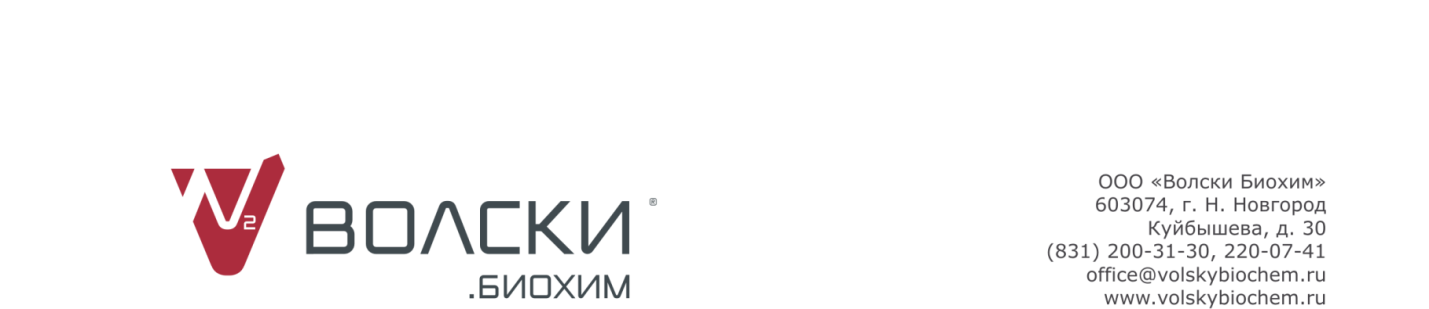 V2
ВОЛСКИ ®
.БИОХИМ
ООО «Волски Биохим»
603074, г. Н. Новгород
Куйбышева, д. 30
(831) 200-31-30, 220-07-41
office@volskybiochem.ru
www.volskybiochem.ru